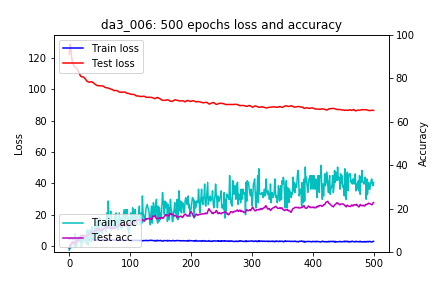 da3_006: 500 epochs loss and accuracy
Train loss
Test loss
Train acc
Test acc
Loss
120
100
80
60
40
20
0
Accuracy
100
80
60
40
20
0
0
100
200
300
400
500